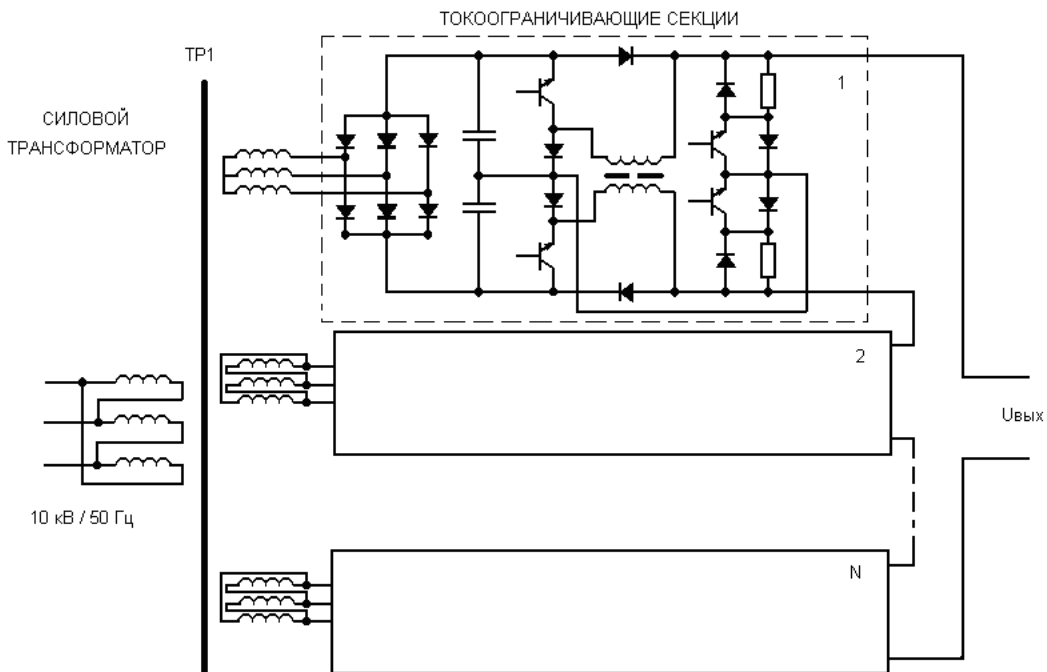 ТОКООГРАНИЧИВАЮЩИЕ СЕКЦИИ
ТР1
1
СИЛОВОЙ
ТРАНСФОРМАТОР
2
Uвых
10 кВ / 50 Гц
N